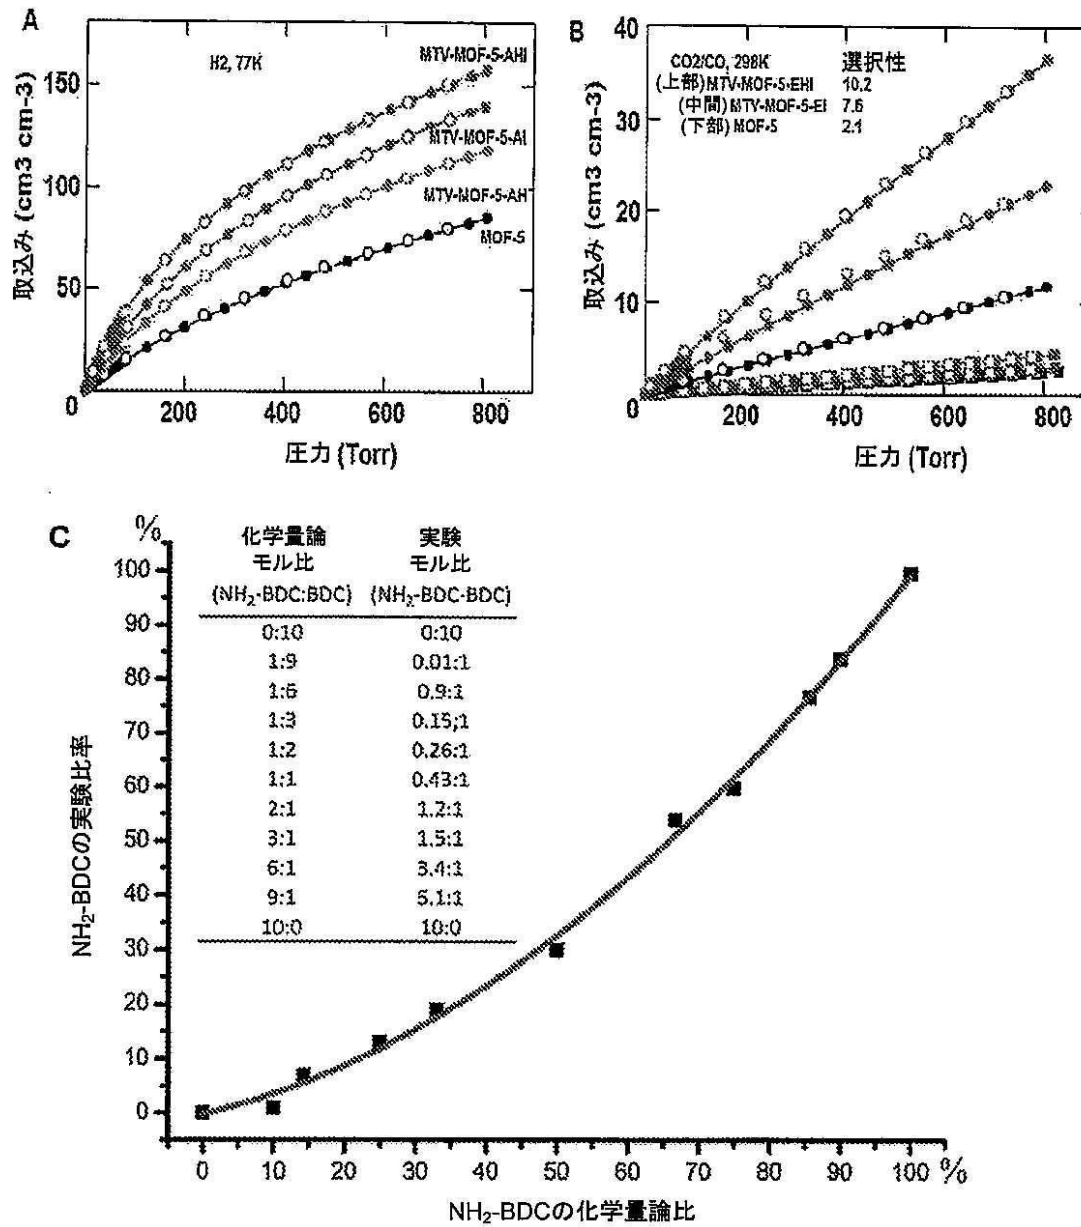 A
H2, 77K
MTV-MOF-5-AHI
MTV-MOF-5-AI
MTV-MOF-5-AH
MOF-5
150
100
50
0
200
400
600
800
取込み (cm3 cm-3)
圧力 (Torr)
B
CO2/CO, 298K 選択性
(上部) MTV-MOF-5-EHI 10.2
(中間) MTV-MOF-5-EI 7.6
(下部) MOF-5 2.1
40
30
20
10
0
200
400
600
800
取込み (cm3 cm-3)
圧力 (Torr)
C
%
化学量論 実験
モル比 モル比
(NH2-BDC:BDC) (NH2-BDC-BDC)
0:10 0:10
1:9 0.01:1
1:6 0.9:1
1:3 0.15;1
1:2 0.26:1
1:1 0.43:1
2:1 1.2:1
3:1 1.5:1
6:1 3.4:1
9:1 5.1:1
10:0 10:0
100
90
80
70
60
50
40
30
20
10
0
NH2-BDCの実験比率
0 10 20 30 40 50 60 70 80 90 100 %
NH2-BDCの化学量論比